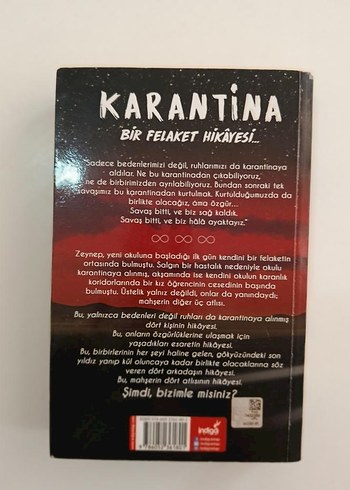 KARANTİNA
BİR FELAKET HİKÂYESİ...
"Sadece bedenlerimizi değil, ruhlarımızı da karantinaya
aldılar. Ne bu karantinadan çıkabiliyoruz,
ne de birbirimizden ayrılabiliyoruz. Bundan sonraki tek
savaşımız bu karantinadan kurtulmak. Kurtulduğumuzda da
birlikte olacağız, ama özgür...
Savaş bitti, ve biz sağ kaldık.
Savaş bitti, ve biz hâlâ ayaktayız."
Zeynep, yeni okuluna başladığı ilk gün kendini bir felaketin
ortasında bulmuştu. Salgın bir hastalık nedeniyle okulu
karantinaya alınmış, akşamında ise kendini okulun karanlık
koridorlarında bir kız öğrencinin cesedinin başında
bulmuştu. Üstelik yalnız değildi, onlar da yanındaydı;
mahşerin diğer üç atlısı.
Bu, yalnızca bedenleri değil ruhları da karantinaya alınmış
dört kişinin hikâyesi.
Bu, onların özgürlüklerine ulaşmak için
yaşadıkları esaretin hikâyesi.
Bu, birbirlerinin her şeyi haline gelen, gökyüzündeki son
yıldız yanıp kül oluncaya kadar birlikte olacaklarına söz
veren dört arkadaşın hikâyesi.
Bu, mahşerin dört atlısının hikâyesi.
Şimdi, bizimle misiniz?
indigo